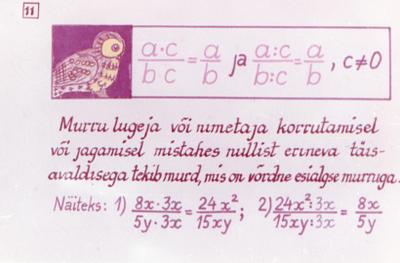 11
a·c/b c = a/b ja a:c/b:c = a/b , c≠0
Murru lugeja või nimetaja korrutamisel
või jagamisel mistahes nullist erineva täis-
avaldisega tekib murd, mis on võrdne esialgse murruga.
Näiteks: 1) 8x·3x/5y·3x = 24x²/15xy ; 2) 24x²:3x/15xy:3x = 8x/5y